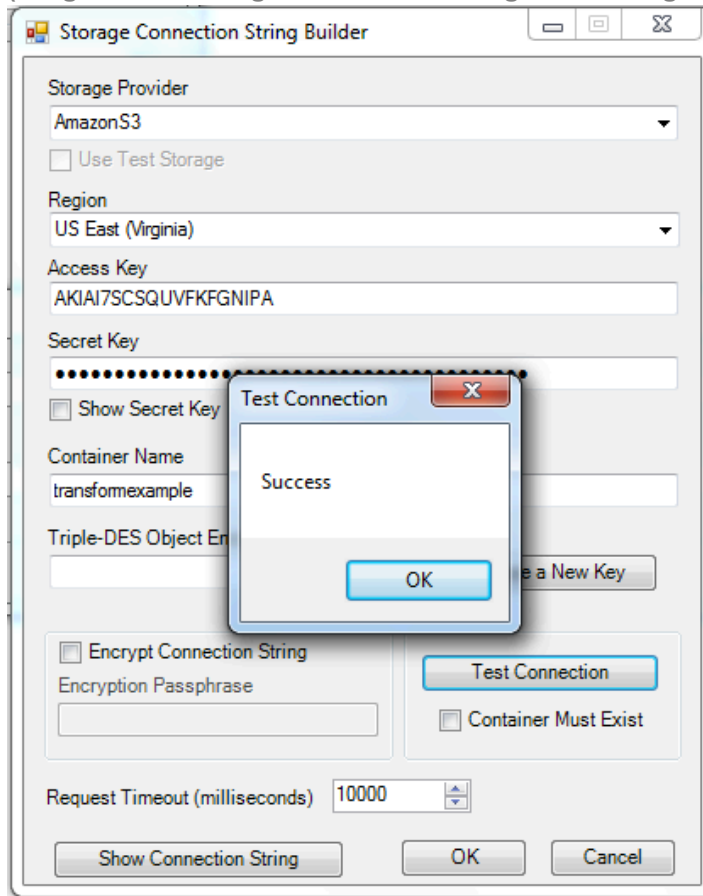 Storage Connection String Builder
Storage Provider
AmazonS3
Use Test Storage
Region
US East (Virginia)
Access Key
AKIAI7SCSQUVFKFGNIPA
Secret Key
●●●●●●●●●●●●●●●●●●●●●●●●●●●●●●●●●●●●●●●●
Show Secret Key
Test Connection
Success
OK
Container Name
transformexample
Triple-DES Object En
e a New Key
Encrypt Connection String
Encryption Passphrase
Test Connection
Container Must Exist
Request Timeout (milliseconds) 10000
Show Connection String OK Cancel